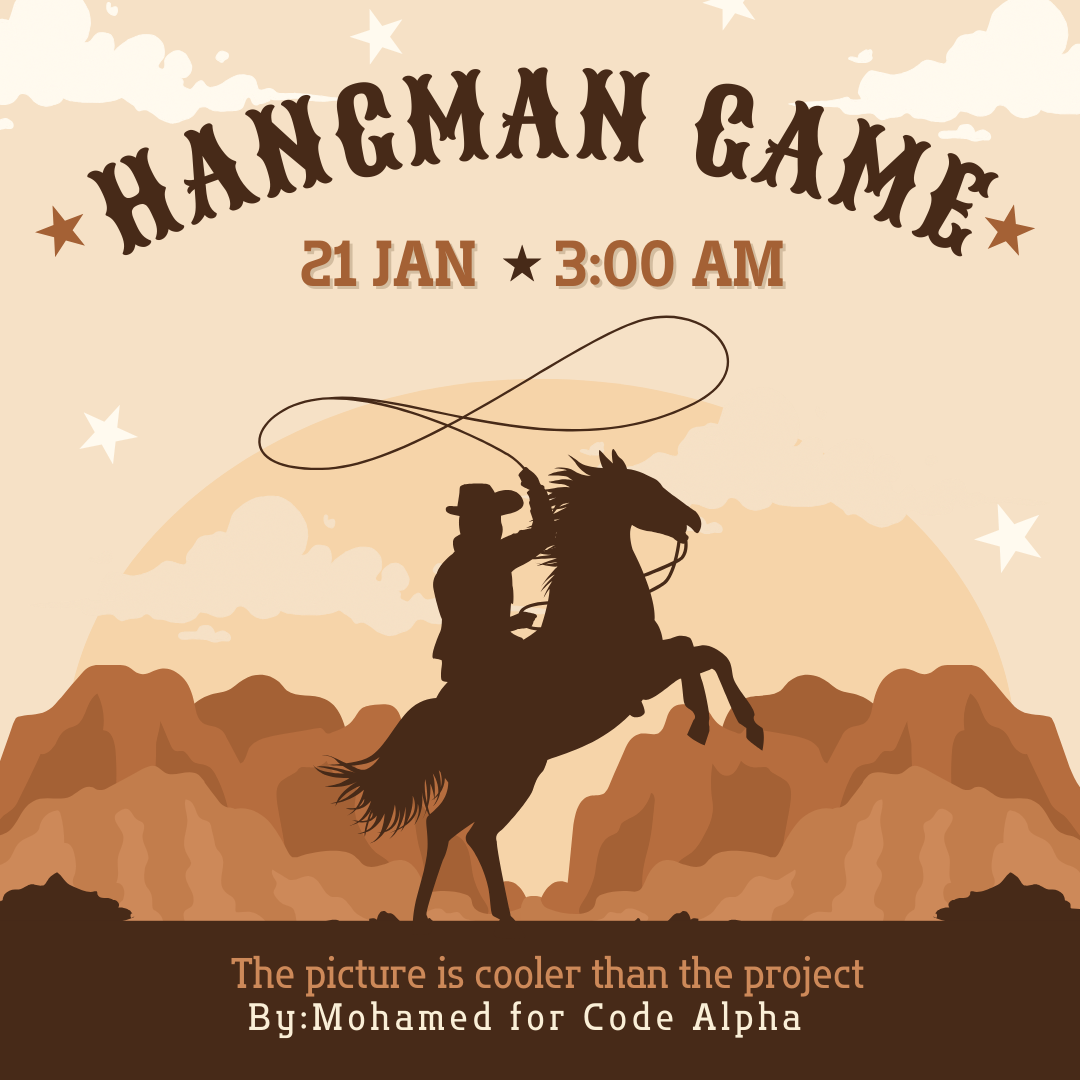 HANGMAN GAME
21 JAN ★ 3:00 AM
The picture is cooler than the project
By:Mohamed for Code Alpha